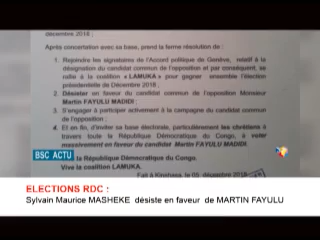 décembre 2018 ;
Après concertation avec sa base, prend la ferme résolution de :
1. Rejoindre les signataires de l'Accord politique de Genève, relatif à la
désignation du candidat commun de l'opposition et par conséquent, se
rallie à la coalition « LAMUKA » pour gagner ensemble l'élection
présidentielle de Décembre 2018 ;
2. Désister en faveur du candidat commun de l'opposition Monsieur
Martin FAYULU MADIDI ;
3. S'engager à participer activement à la campagne du candidat commun
de l'opposition ;
4. Et en fin, d'inviter sa base électorale, particulièrement les chrétiens à
travers toute la République Démocratique du Congo, à voter
massivement en faveur du candidat Martin FAYULU MADIDI.
BSC ACTU
la République Démocratique du Congo.
Vive la coalition LAMUKA.
Fait à Kinshasa, le 05 décembre 2018
ELECTIONS RDC :
Sylvain Maurice MASHEKE désiste en faveur de MARTIN FAYULU